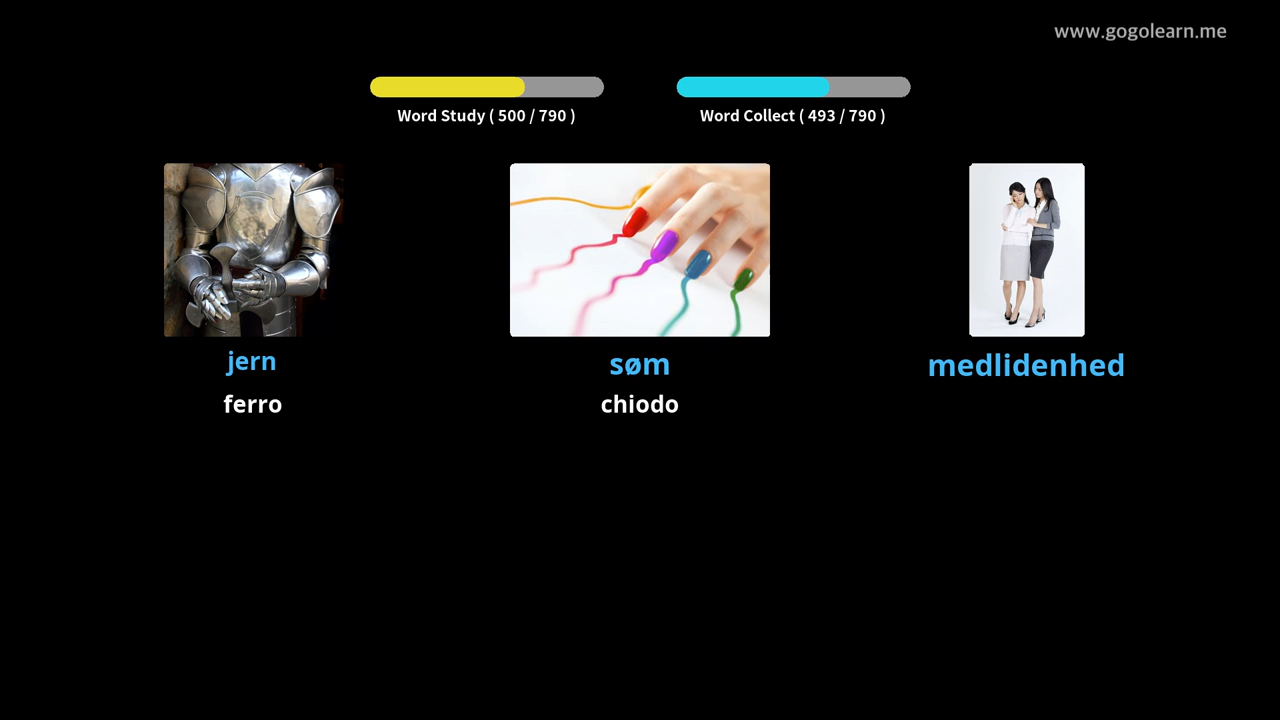 www.gogolearn.me
Word Study ( 500 / 790 )
Word Collect ( 493 / 790 )
jern
søm
medlidenhed
ferro
chiodo